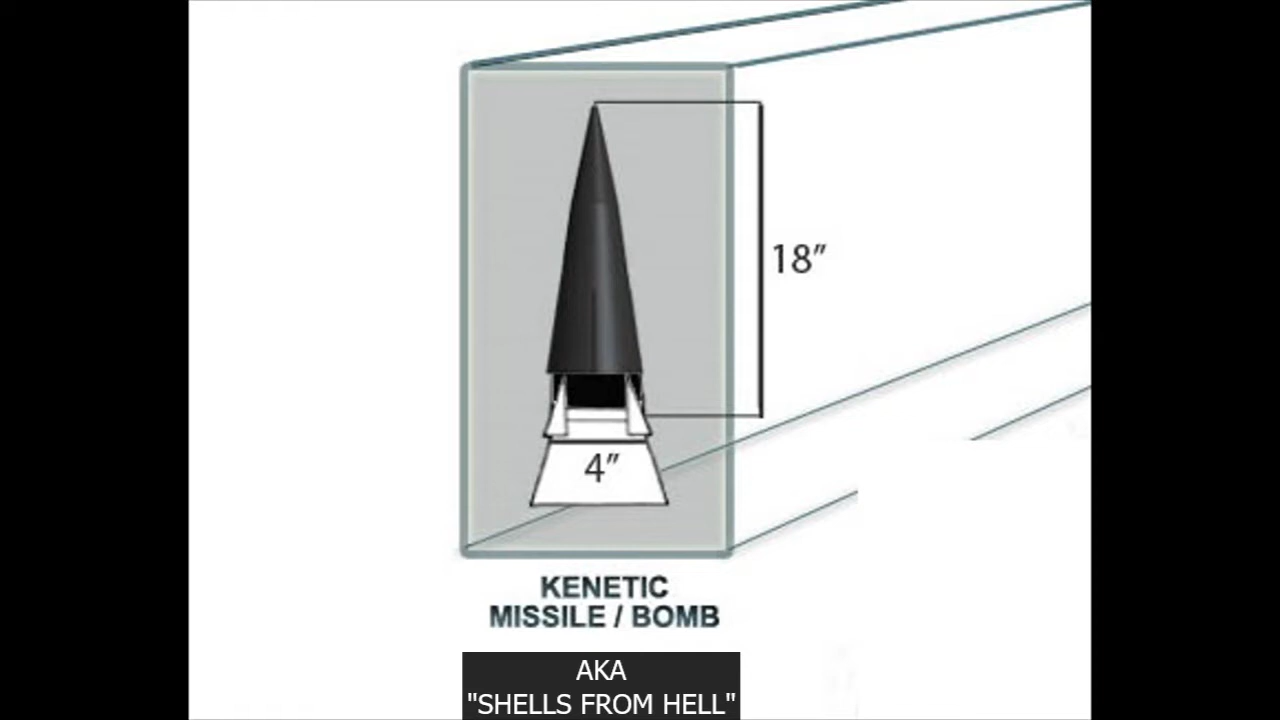 18"
4"
KENETIC
MISSILE / BOMB
AKA
"SHELLS FROM HELL"